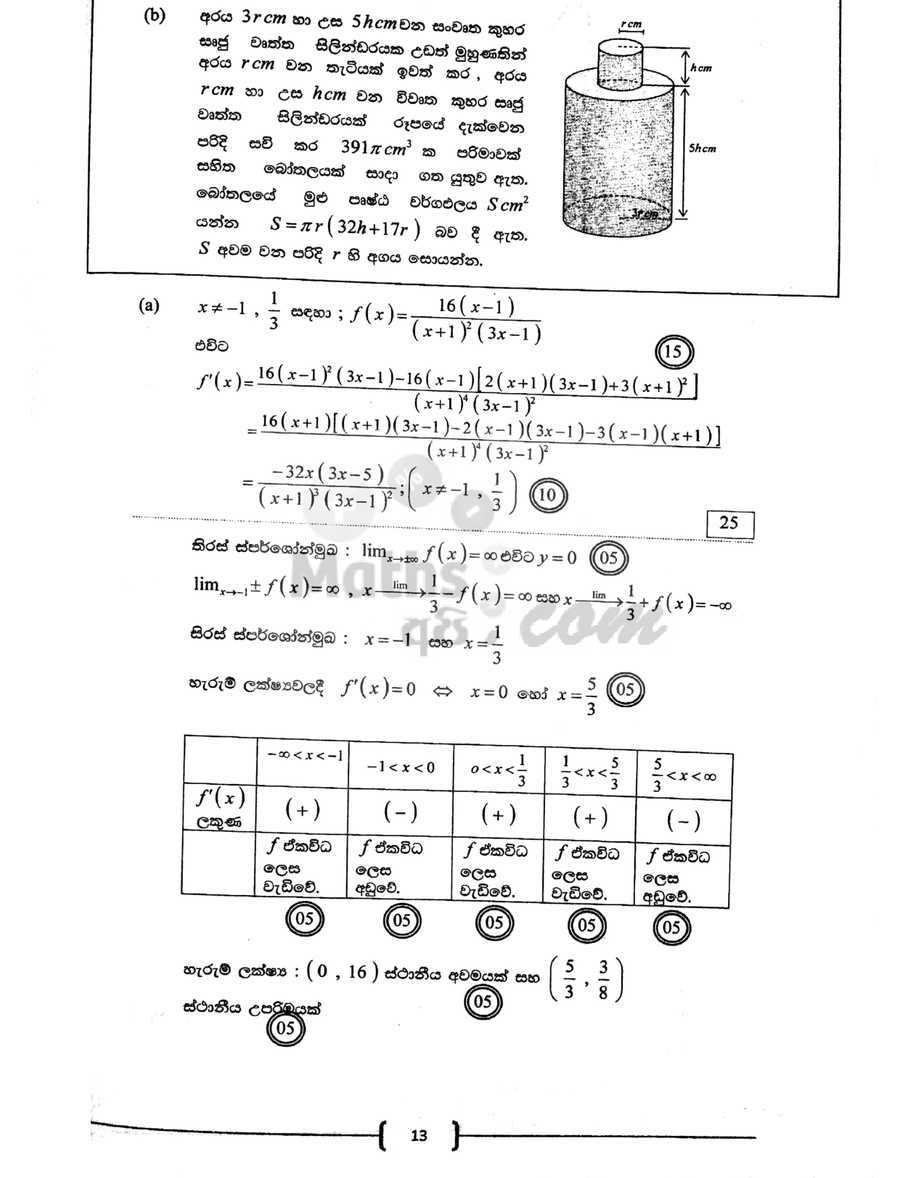 (b) අරය 3r cm හා උස 5h cm වන සංවෘත කුහර
සෘජු වෘත්ත සිලින්ඩරයක උඩත් මුහුණතින්
අරය r cm වන තැටියක් ඉවත් කර , අරය
r cm හා උස hcm වන විවෘත කුහර සෘජු
වෘත්ත සිලින්ඩරයක් රූපයේ දැක්වෙන
පරිදි සවි කර 391π cm³ ක පරිමාවක්
සහිත බෝතලයක් සාදා ගත යුතුව ඇත.
බෝතලයේ මුළු පෘෂ්ඨ වර්ගඵලය S cm²
යන්න S=πr(32h+17r) බව දී ඇත.
S අවම වන පරිදි r හි අගය සොයන්න.
r cm
h cm
5h cm
3r cm
(a) x≠−1 , 1/3 සඳහා ; f(x)= 16(x−1) / (x+1)²(3x−1)
එවිට
15
f'(x)= 16(x−1)²(3x−1)−16(x−1)[2(x+1)(3x−1)+3(x+1)²] / (x+1)⁴(3x−1)²
= 16(x+1)[(x+1)(3x−1)−2(x−1)(3x−1)−3(x−1)(x+1)] / (x+1)⁴(3x−1)²
= −32x(3x−5) / (x+1)³(3x−1)² ; ( x≠−1 , 1/3 ) 10
25
තිරස් ස්පර්ශෝන්මුඛ : lim x→±∞ f(x)=∞ එවිට y=0 05
lim x→−1 ± f(x)=∞ , x —lim→ 1/3 − f(x)=∞ සහ x —lim→ 1/3 + f(x)=−∞
සිරස් ස්පර්ශෝන්මුඛ : x=−1 සහ x=1/3
හැරුම් ලක්ෂ්‍යවලදී f'(x)=0 ⇔ x=0 හෝ x=5/3 05
−∞<x<−1 −1<x<0 o<x<1/3 1/3<x<5/3 5/3<x<∞
f'(x) ලකුණ (+) (−) (+) (+) (−)
f ඒකවිධ f ඒකවිධ f ඒකවිධ f ඒකවිධ f ඒකවිධ
ලෙස ලෙස ලෙස ලෙස ලෙස
වැඩිවේ. අඩුවේ. වැඩිවේ. වැඩිවේ. අඩුවේ.
05 05 05 05 05
හැරුම් ලක්ෂ්‍ය : (0 , 16) ස්ථානීය අවමයක් සහ (5/3 , 3/8)
05
ස්ථානීය උපරිමයක්
05
Maths
අපි .com
13